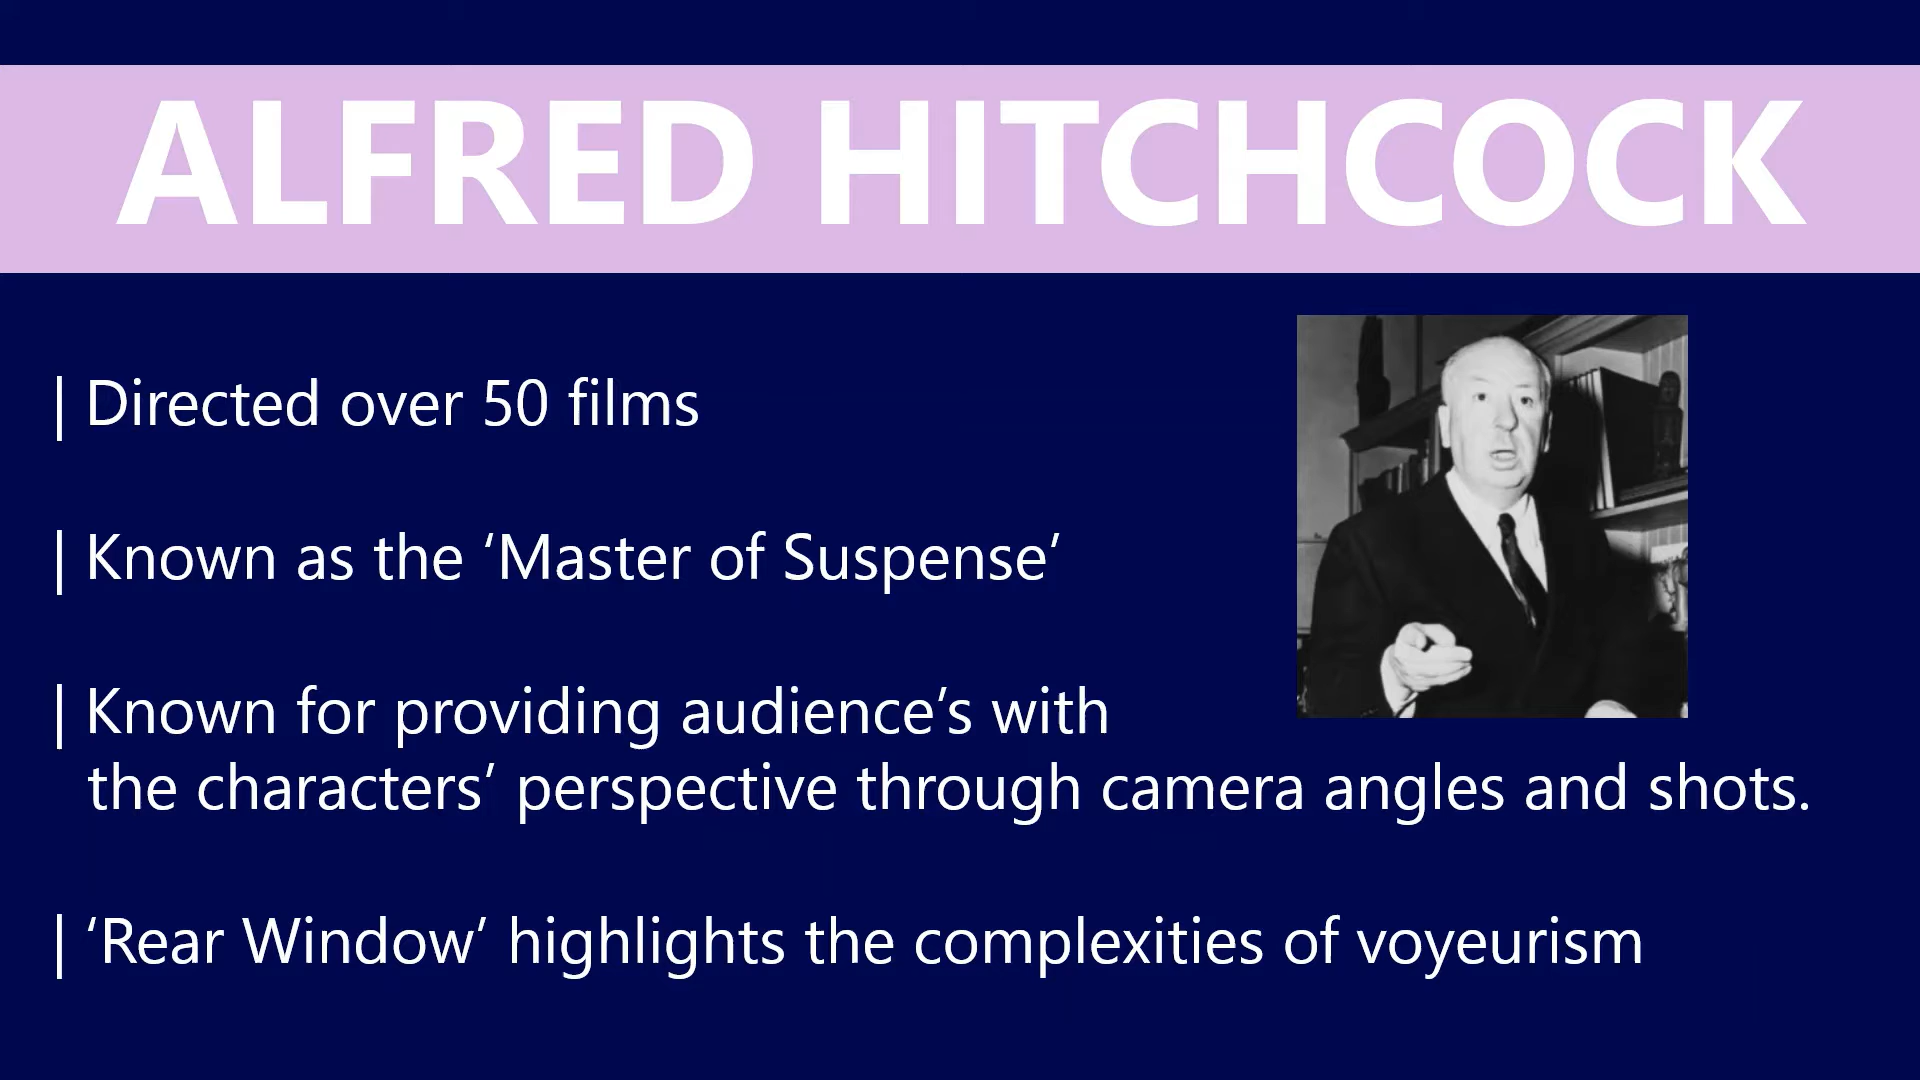 ALFRED HITCHCOCK
| Directed over 50 films
| Known as the ‘Master of Suspense’
| Known for providing audience’s with
the characters’ perspective through camera angles and shots.
| ‘Rear Window’ highlights the complexities of voyeurism